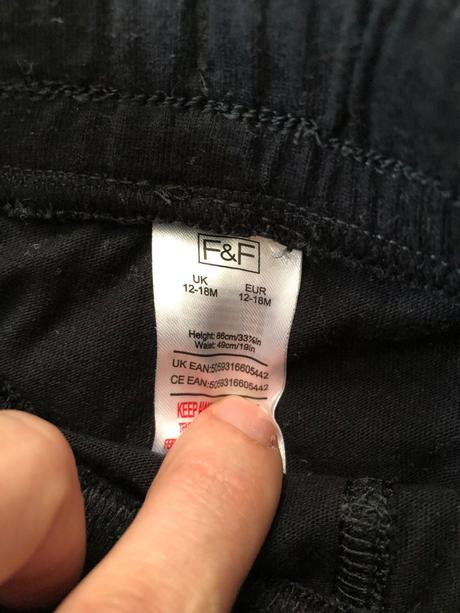 F&F
UK EUR
12-18M 12-18M
Height: 86cm/33¾in
Waist: 49cm/19in
UK EAN:5059316605442
CE EAN:5059316605442
KEEP